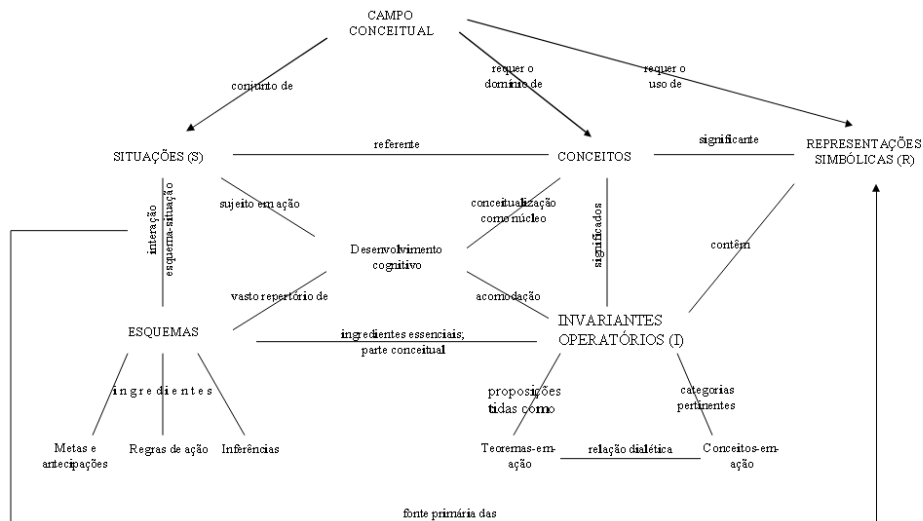 CAMPO
CONCEITUAL
conjunto de
requer o
domínio de
requer o
uso de
SITUAÇÕES (S)
referente
CONCEITOS
significante
REPRESENTAÇÕES
SIMBÓLICAS (R)
interação
esquema-situação
sujeito em ação
conceitualização
como núcleo
significados
contêm
Desenvolvimento
cognitivo
vasto repertório de
acomodação
ESQUEMAS
ingredientes essenciais;
parte conceitual
INVARIANTES
OPERATÓRIOS (I)
ingredientes
proposições
tidas como
categorias
pertinentes
Metas e
antecipações
Regras de ação
Inferências
Teoremas-em-
ação
relação dialética
Conceitos-em-
ação
fonte primária das